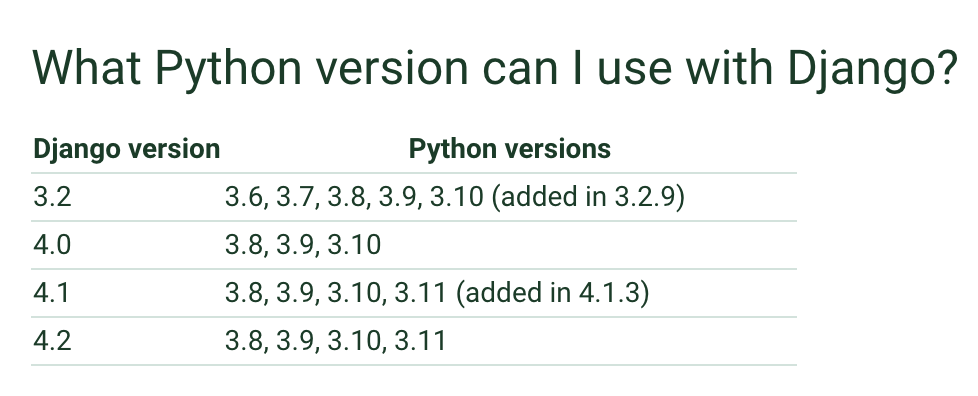 What Python version can I use with Django?
Django version Python versions
3.2 3.6, 3.7, 3.8, 3.9, 3.10 (added in 3.2.9)
4.0 3.8, 3.9, 3.10
4.1 3.8, 3.9, 3.10, 3.11 (added in 4.1.3)
4.2 3.8, 3.9, 3.10, 3.11